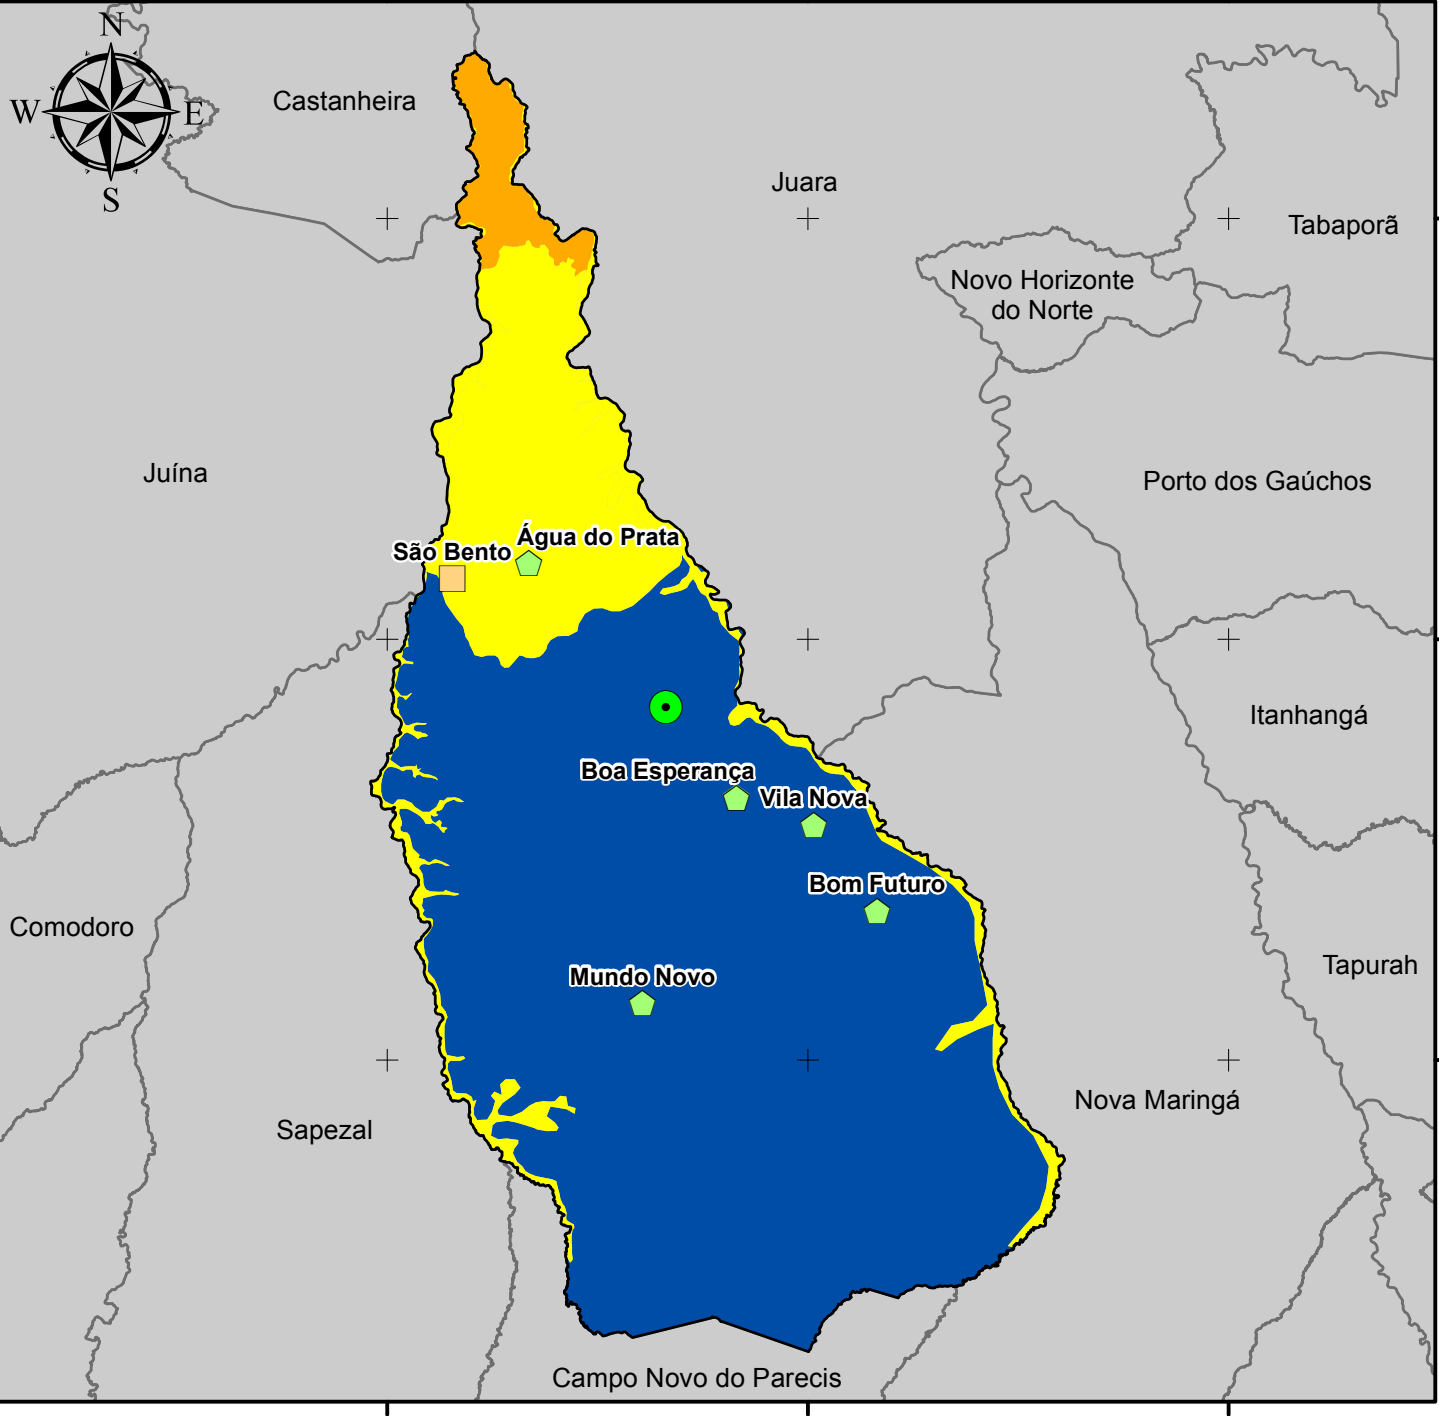 N
W
E
S
Castanheira
Juara
Tabaporã
Novo Horizonte
do Norte
Juína
Porto dos Gaúchos
São Bento
Água do Prata
Itanhangá
Boa Esperança
Vila Nova
Bom Futuro
Comodoro
Tapurah
Mundo Novo
Nova Maringá
Sapezal
Campo Novo do Parecis